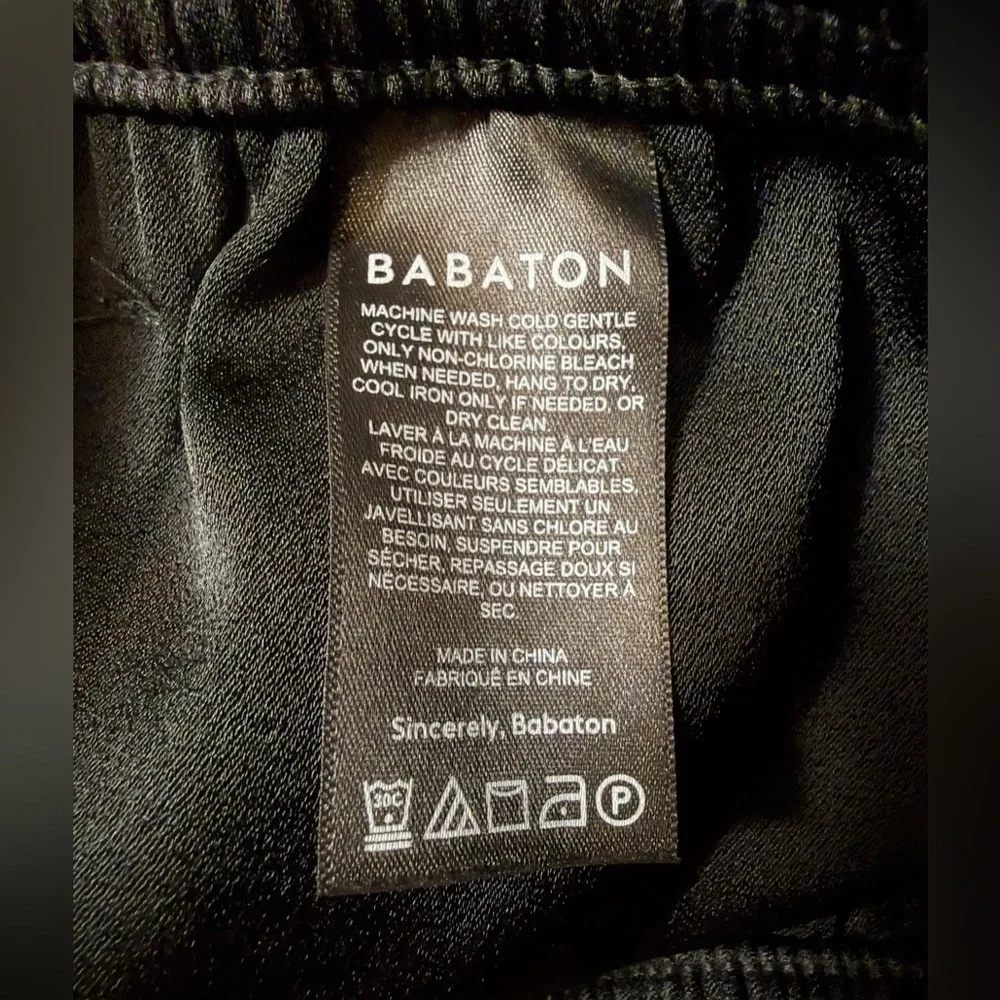 BABATON
MACHINE WASH COLD GENTLE
CYCLE WITH LIKE COLOURS,
ONLY NON-CHLORINE BLEACH
WHEN NEEDED, HANG TO DRY,
COOL IRON ONLY IF NEEDED, OR
DRY CLEAN.
LAVER À LA MACHINE À L'EAU
FROIDE AU CYCLE DÉLICAT
AVEC COULEURS SEMBLABLES,
UTILISER SEULEMENT UN
JAVELLISANT SANS CHLORE AU
BESOIN, SUSPENDRE POUR
SÉCHER, REPASSAGE DOUX SI
NÉCESSAIRE, OU NETTOYER À
SEC.
MADE IN CHINA
FABRIQUÉ EN CHINE
Sincerely, Babaton
30C P